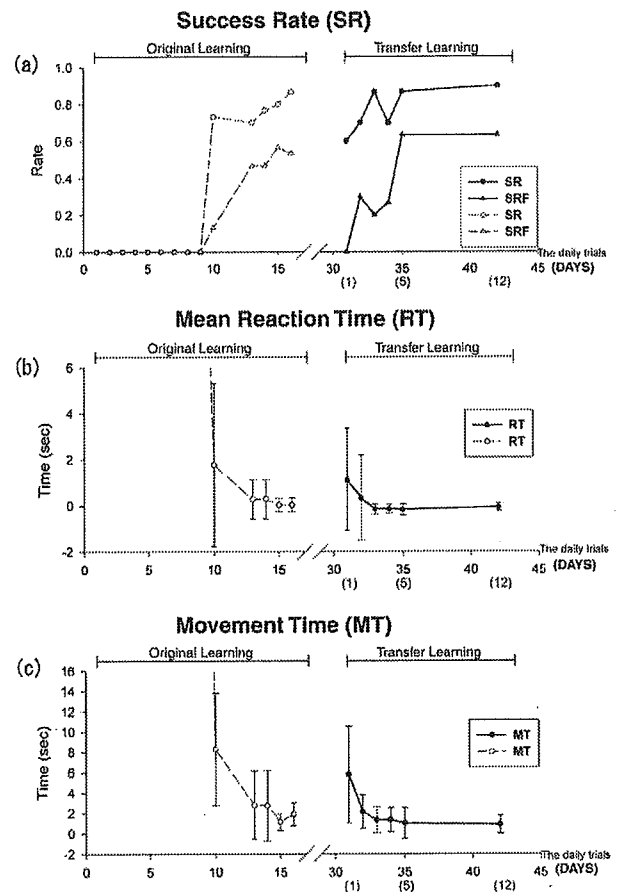 Success Rate (SR)
Original Learning
Transfer Learning
(a)
1.0
0.8
0.6
0.4
0.2
0.0
Rate
SR
SRF
SR
SRF
0 5 10 15 30 35 40 45
The daily trials
(DAYS)
(1) (5) (12)
Mean Reaction Time (RT)
Original Learning
Transfer Learning
(b)
6
4
2
0
-2
Time (sec)
RT
RT
0 5 10 15 30 35 40 45
The daily trials
(DAYS)
(1) (5) (12)
Movement Time (MT)
Original Learning
Transfer Learning
(c)
16
14
12
10
8
6
4
2
0
-2
Time (sec)
MT
MT
0 5 10 15 30 35 40 45
The daily trials
(DAYS)
(1) (5) (12)